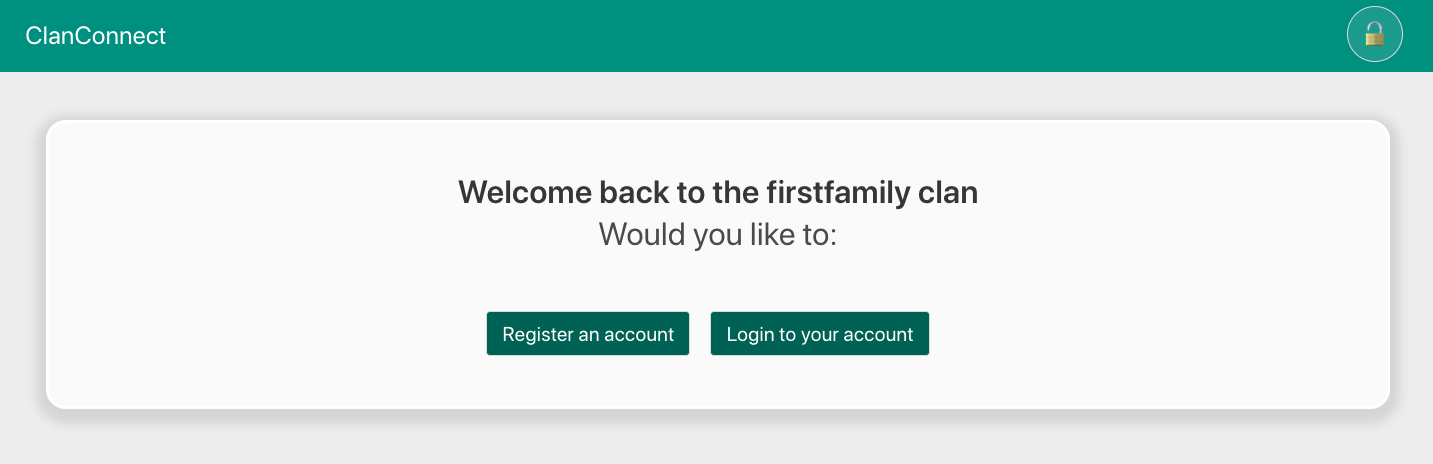 ClanConnect
Welcome back to the firstfamily clan
Would you like to:
Register an account
Login to your account